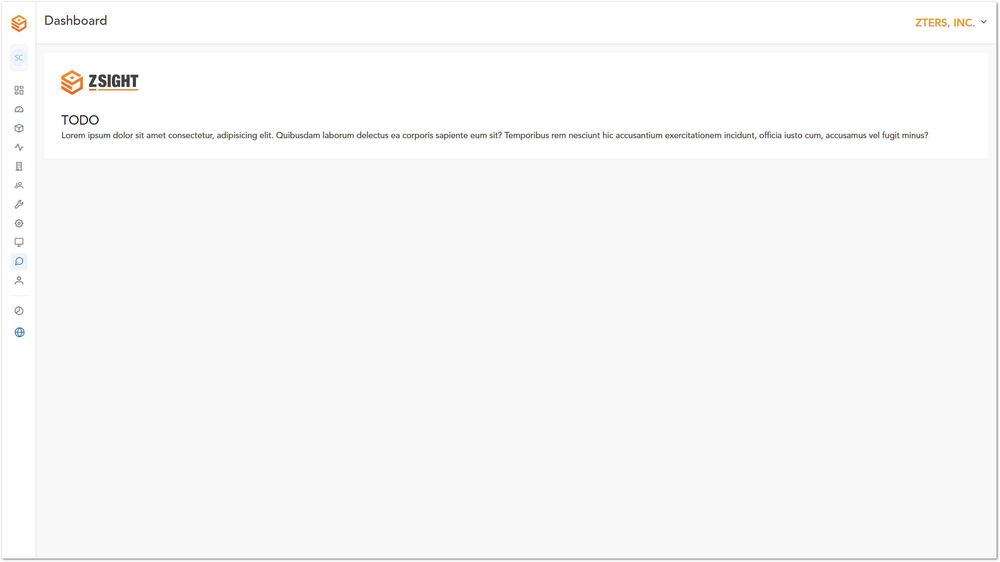 Dashboard
ZTERS, INC.
SC
ZSIGHT
TODO
Lorem ipsum dolor sit amet consectetur, adipisicing elit. Quibusdam laborum delectus ea corporis sapiente eum sit? Temporibus rem nesciunt hic accusantium exercitationem incidunt, officia iusto cum, accusamus vel fugit minus?